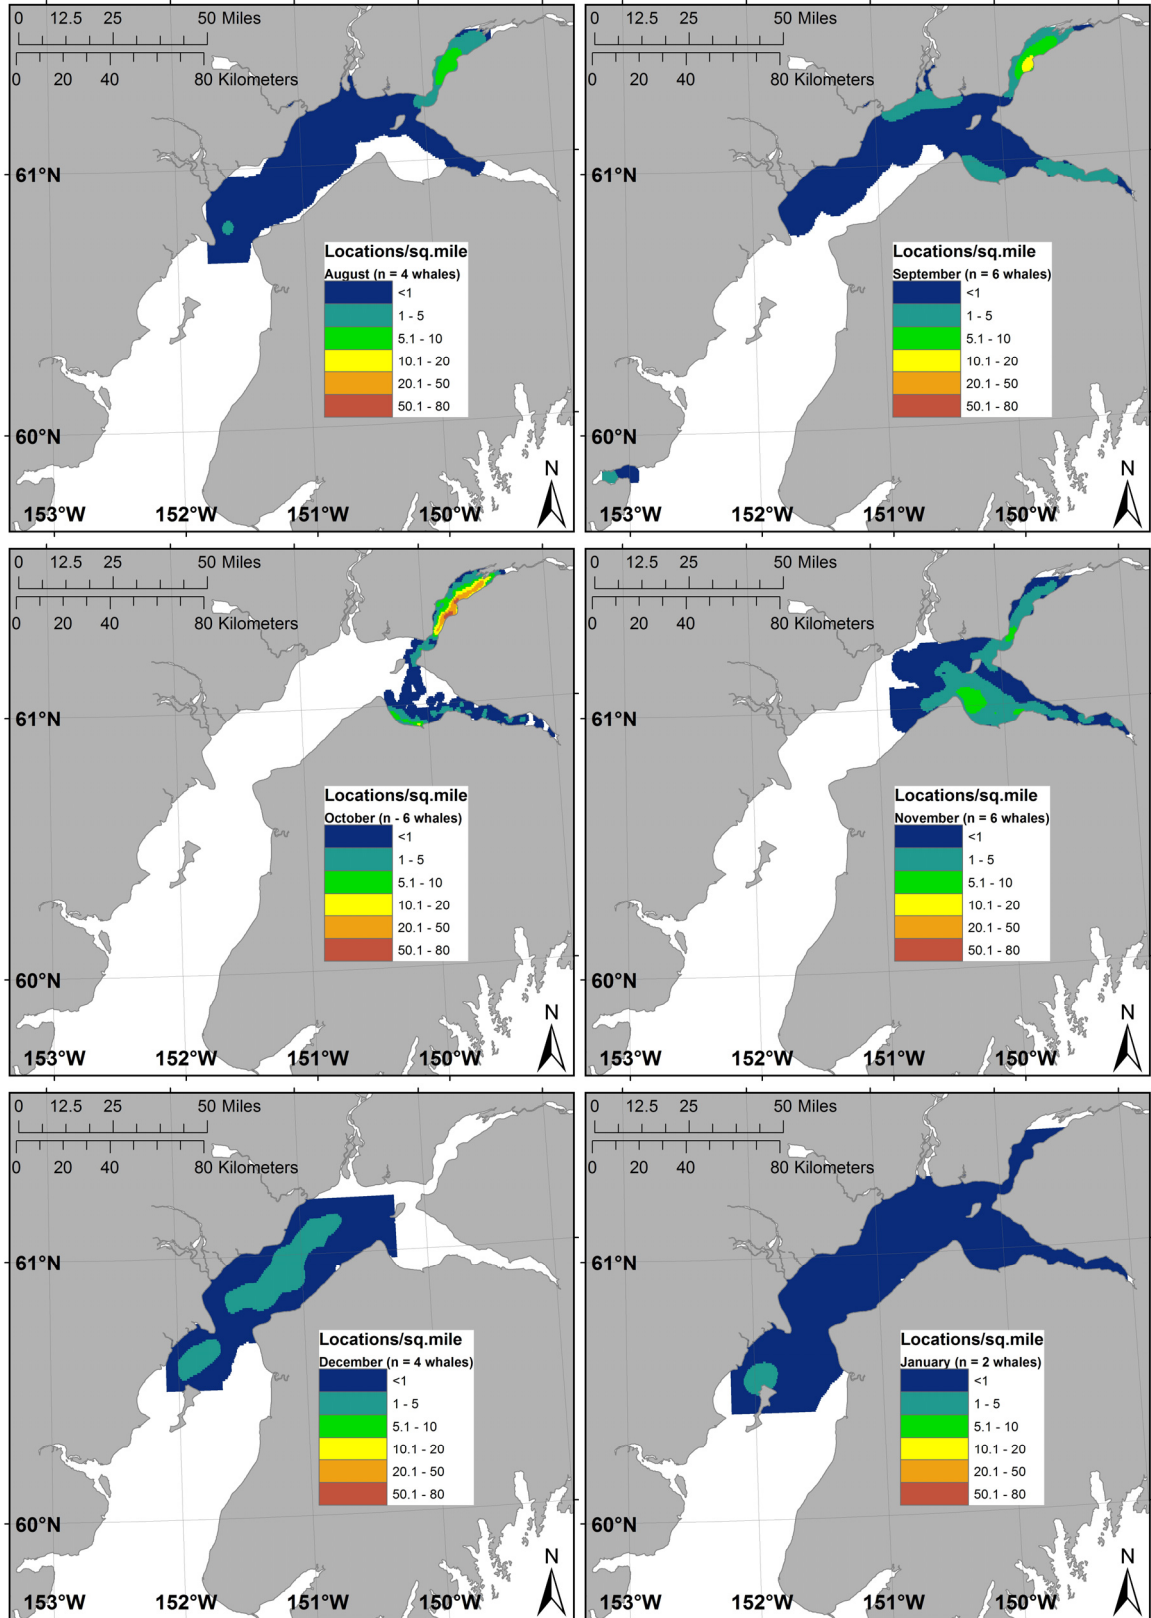 0 12.5 25 50 Miles
0 20 40 80 Kilometers
61°N
60°N
153°W 152°W 151°W 150°W
N
Locations/sq.mile
August (n = 4 whales)
<1
1 - 5
5.1 - 10
10.1 - 20
20.1 - 50
50.1 - 80
0 12.5 25 50 Miles
0 20 40 80 Kilometers
61°N
60°N
153°W 152°W 151°W 150°W
N
Locations/sq.mile
September (n = 6 whales)
<1
1 - 5
5.1 - 10
10.1 - 20
20.1 - 50
50.1 - 80
0 12.5 25 50 Miles
0 20 40 80 Kilometers
61°N
60°N
153°W 152°W 151°W 150°W
N
Locations/sq.mile
October (n - 6 whales)
<1
1 - 5
5.1 - 10
10.1 - 20
20.1 - 50
50.1 - 80
0 12.5 25 50 Miles
0 20 40 80 Kilometers
61°N
60°N
153°W 152°W 151°W 150°W
N
Locations/sq.mile
November (n = 6 whales)
<1
1 - 5
5.1 - 10
10.1 - 20
20.1 - 50
50.1 - 80
0 12.5 25 50 Miles
0 20 40 80 Kilometers
61°N
60°N
153°W 152°W 151°W 150°W
N
Locations/sq.mile
December (n = 4 whales)
<1
1 - 5
5.1 - 10
10.1 - 20
20.1 - 50
50.1 - 80
0 12.5 25 50 Miles
0 20 40 80 Kilometers
61°N
60°N
153°W 152°W 151°W 150°W
N
Locations/sq.mile
January (n = 2 whales)
<1
1 - 5
5.1 - 10
10.1 - 20
20.1 - 50
50.1 - 80